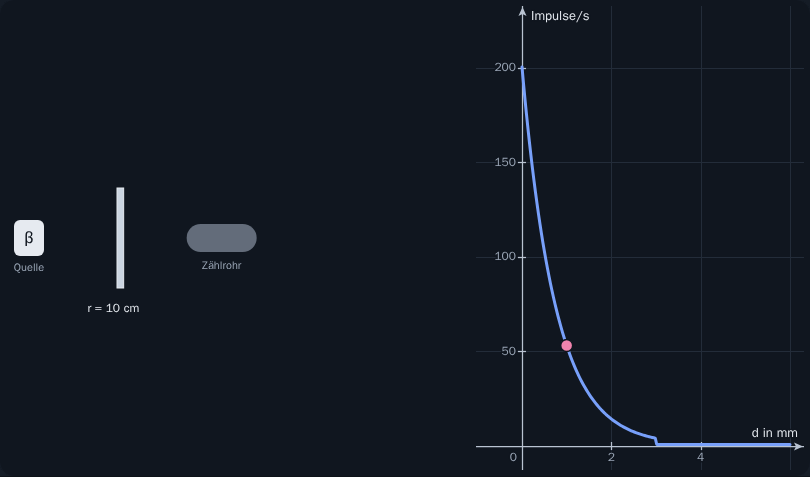 β
Quelle
r = 10 cm
Zählrohr
Impulse/s
200
150
100
50
0
2
4
d in mm